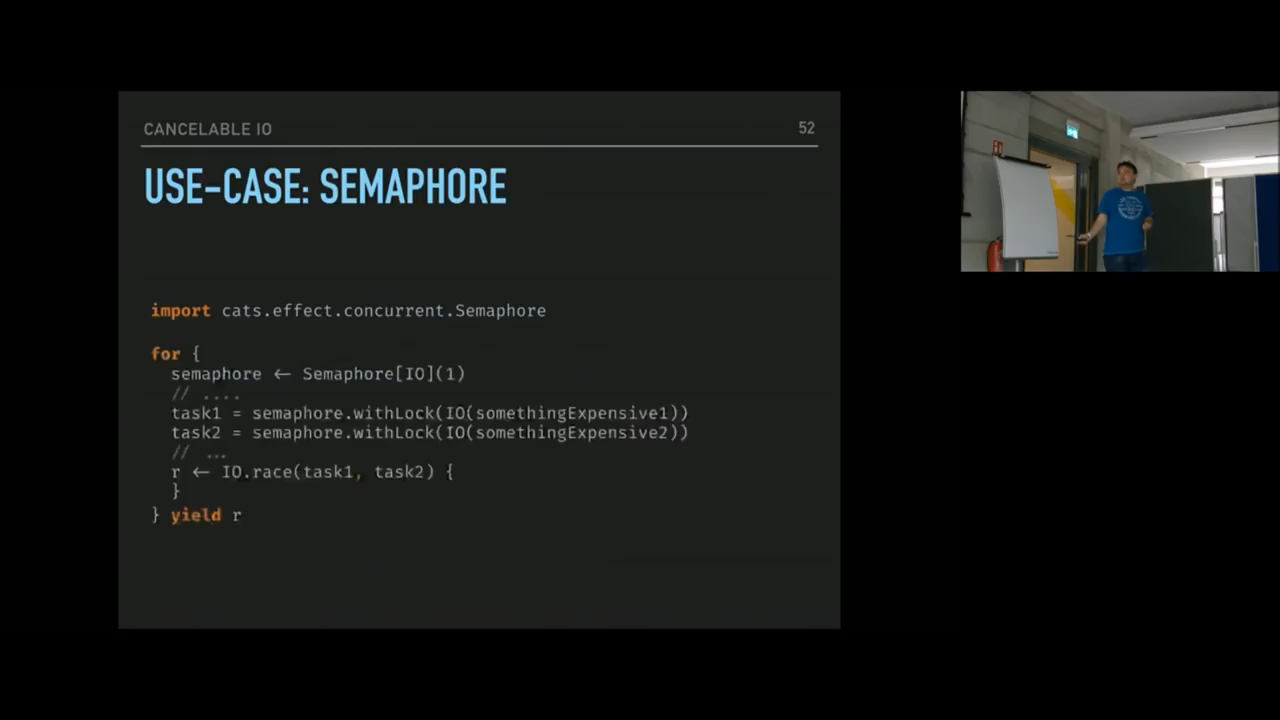 CANCELABLE IO
52
USE-CASE: SEMAPHORE
import cats.effect.concurrent.Semaphore
for {
semaphore ← Semaphore[IO](1)
// ....
task1 = semaphore.withLock(IO(somethingExpensive1))
task2 = semaphore.withLock(IO(somethingExpensive2))
// ...
r ← IO.race(task1, task2) {
}
} yield r